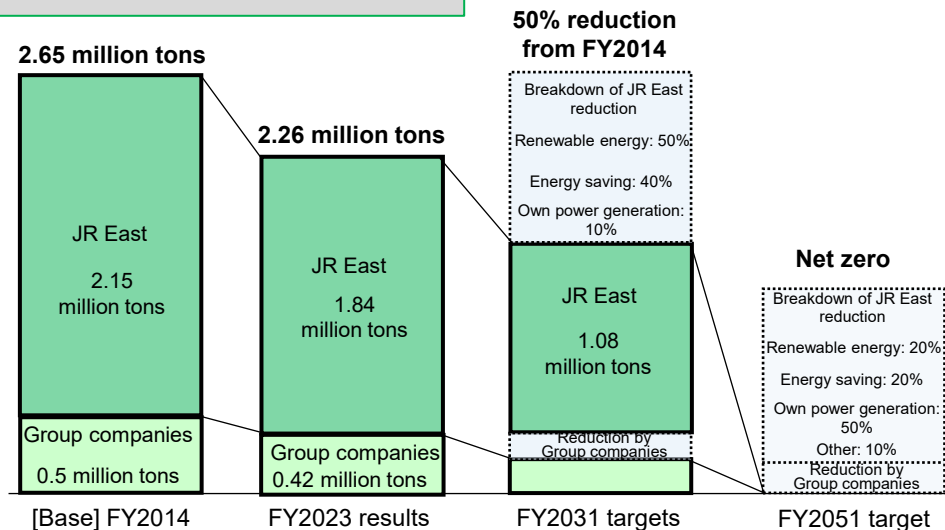 2.65 million tons
JR East
2.15
million tons
Group companies
0.5 million tons
[Base] FY2014
2.26 million tons
JR East
1.84
million tons
Group companies
0.42 million tons
FY2023 results
50% reduction
from FY2014
Breakdown of JR East
reduction
Renewable energy: 50%
Energy saving: 40%
Own power generation:
10%
JR East
1.08
million tons
Reduction by
Group companies
FY2031 targets
Net zero
Breakdown of JR East
reduction
Renewable energy: 20%
Energy saving: 20%
Own power generation:
50%
Other: 10%
Reduction by
Group companies
FY2051 target